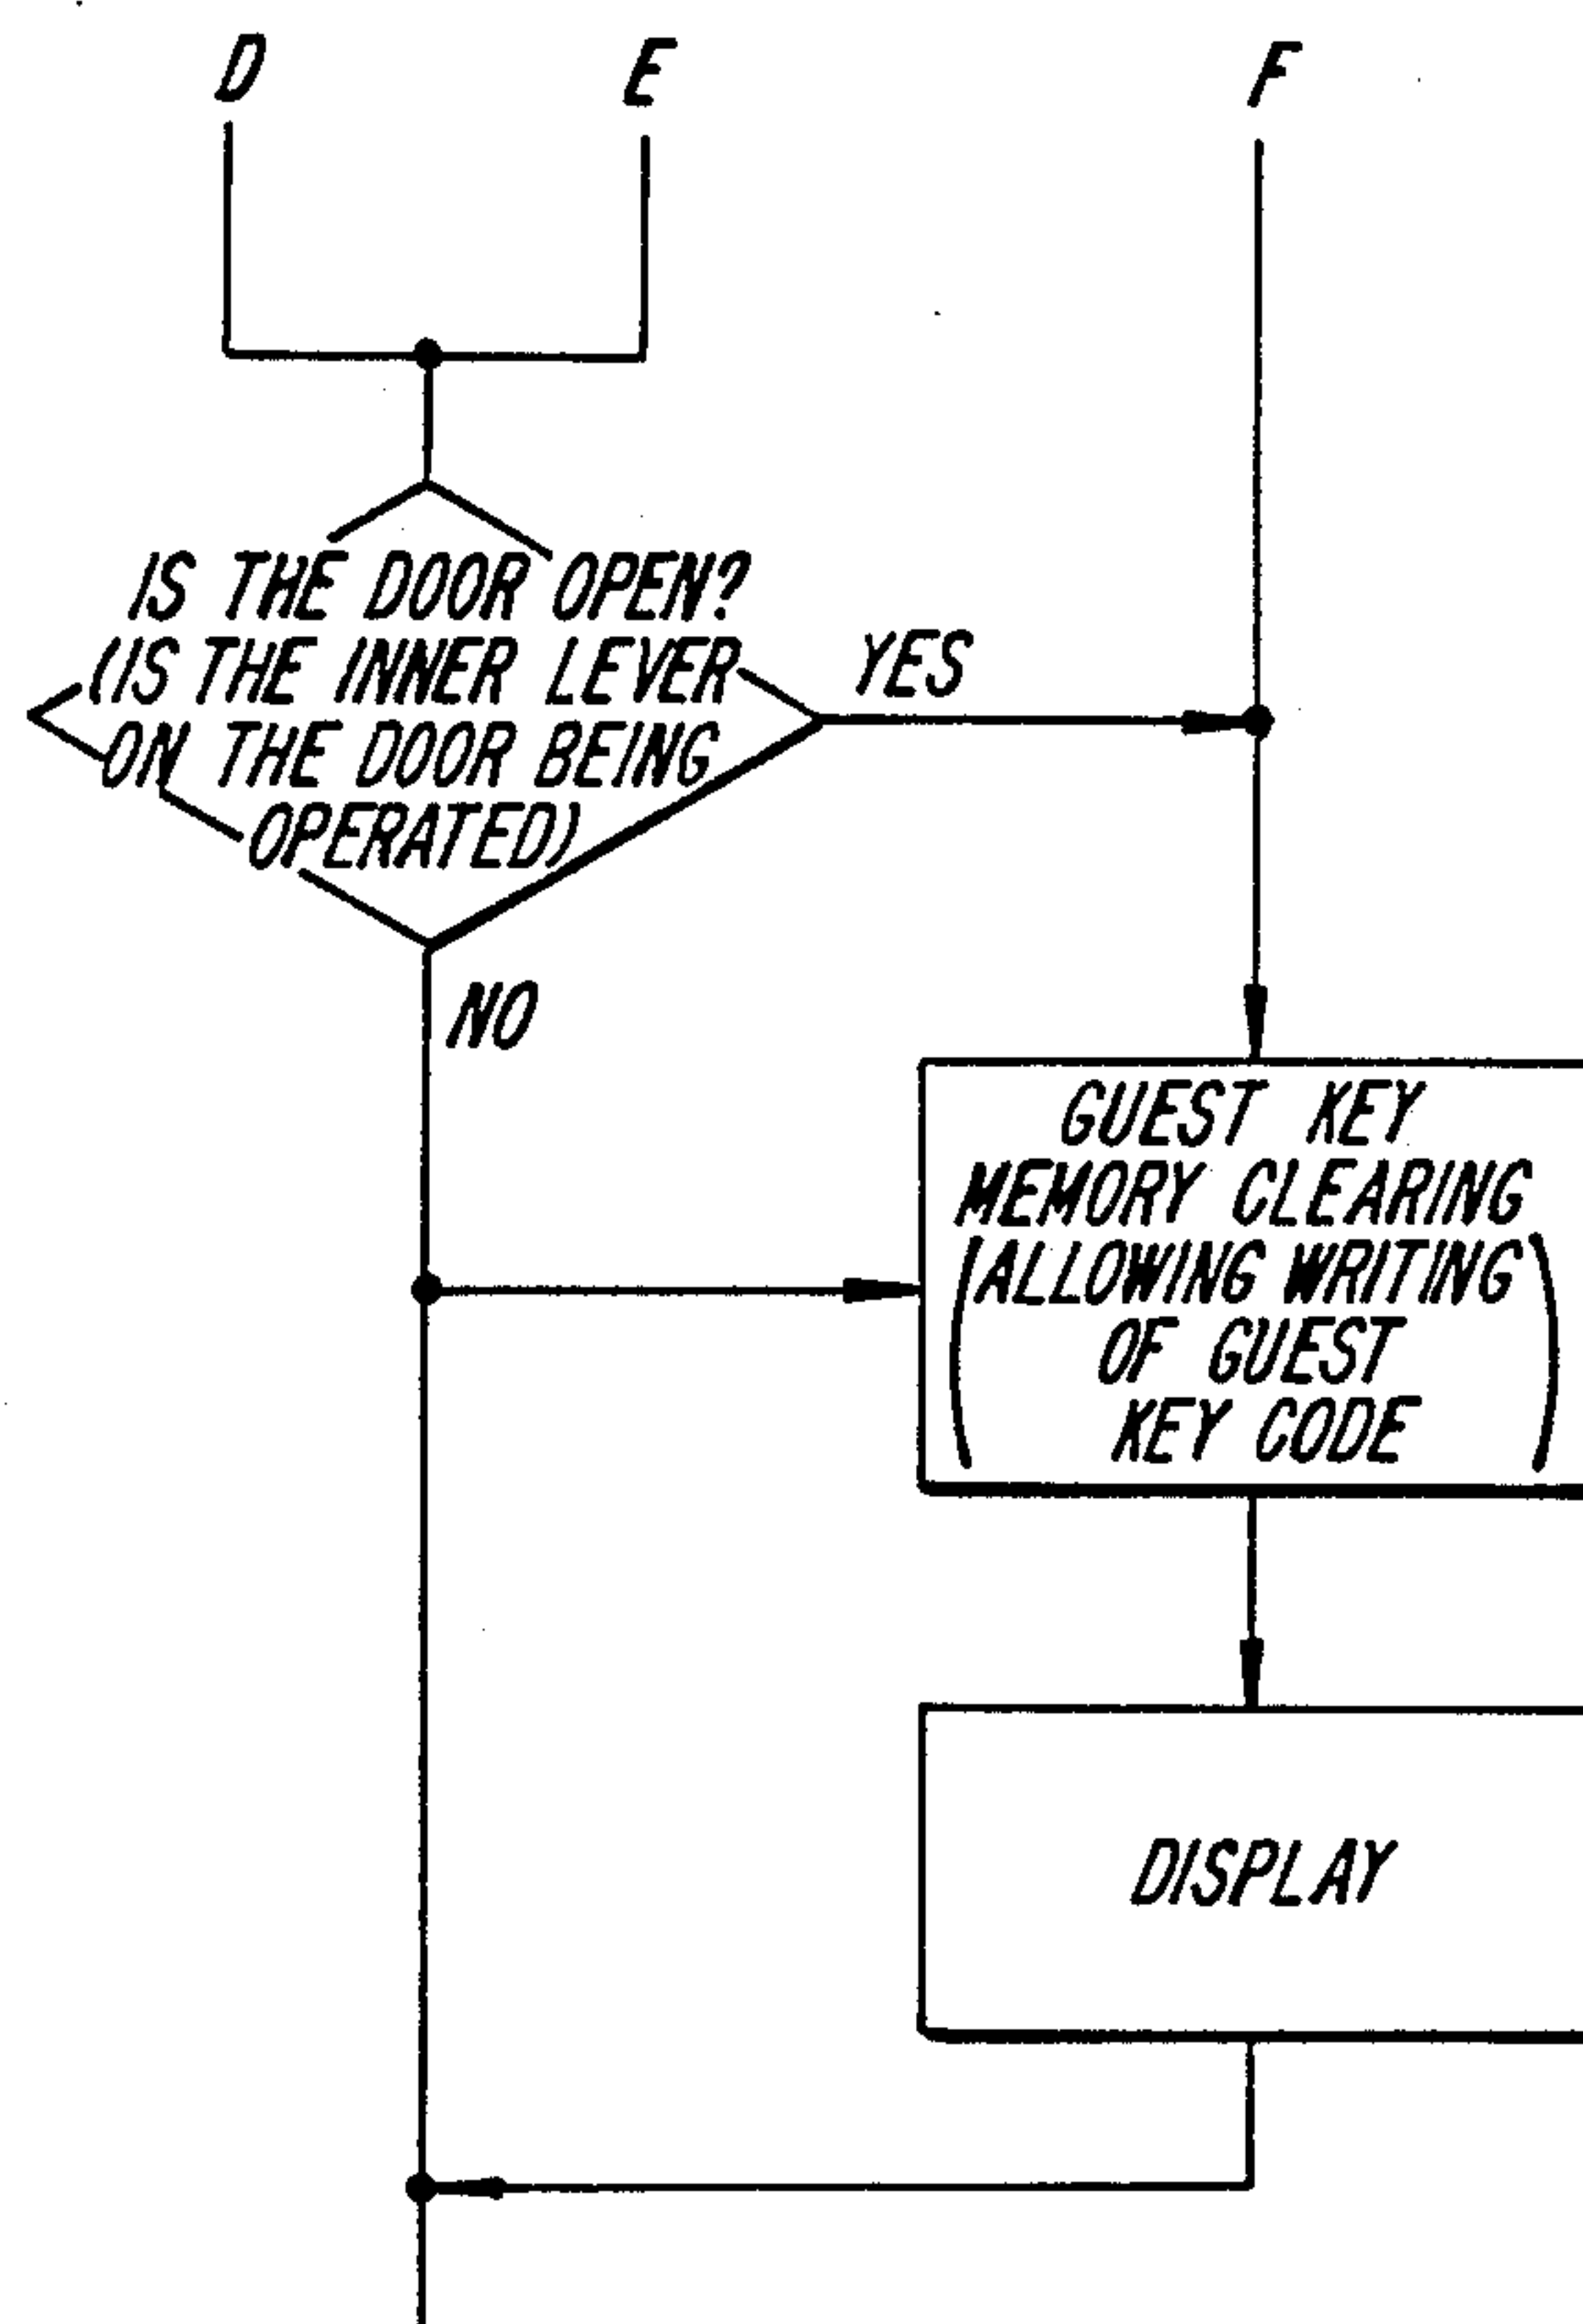 D
E
F
IS THE DOOR OPEN?
(IS THE INNER LEVER
ON THE DOOR BEING
OPERATED)
YES
NO
GUEST KEY
MEMORY CLEARING
(ALLOWING WRITING
OF GUEST
KEY CODE)
DISPLAY